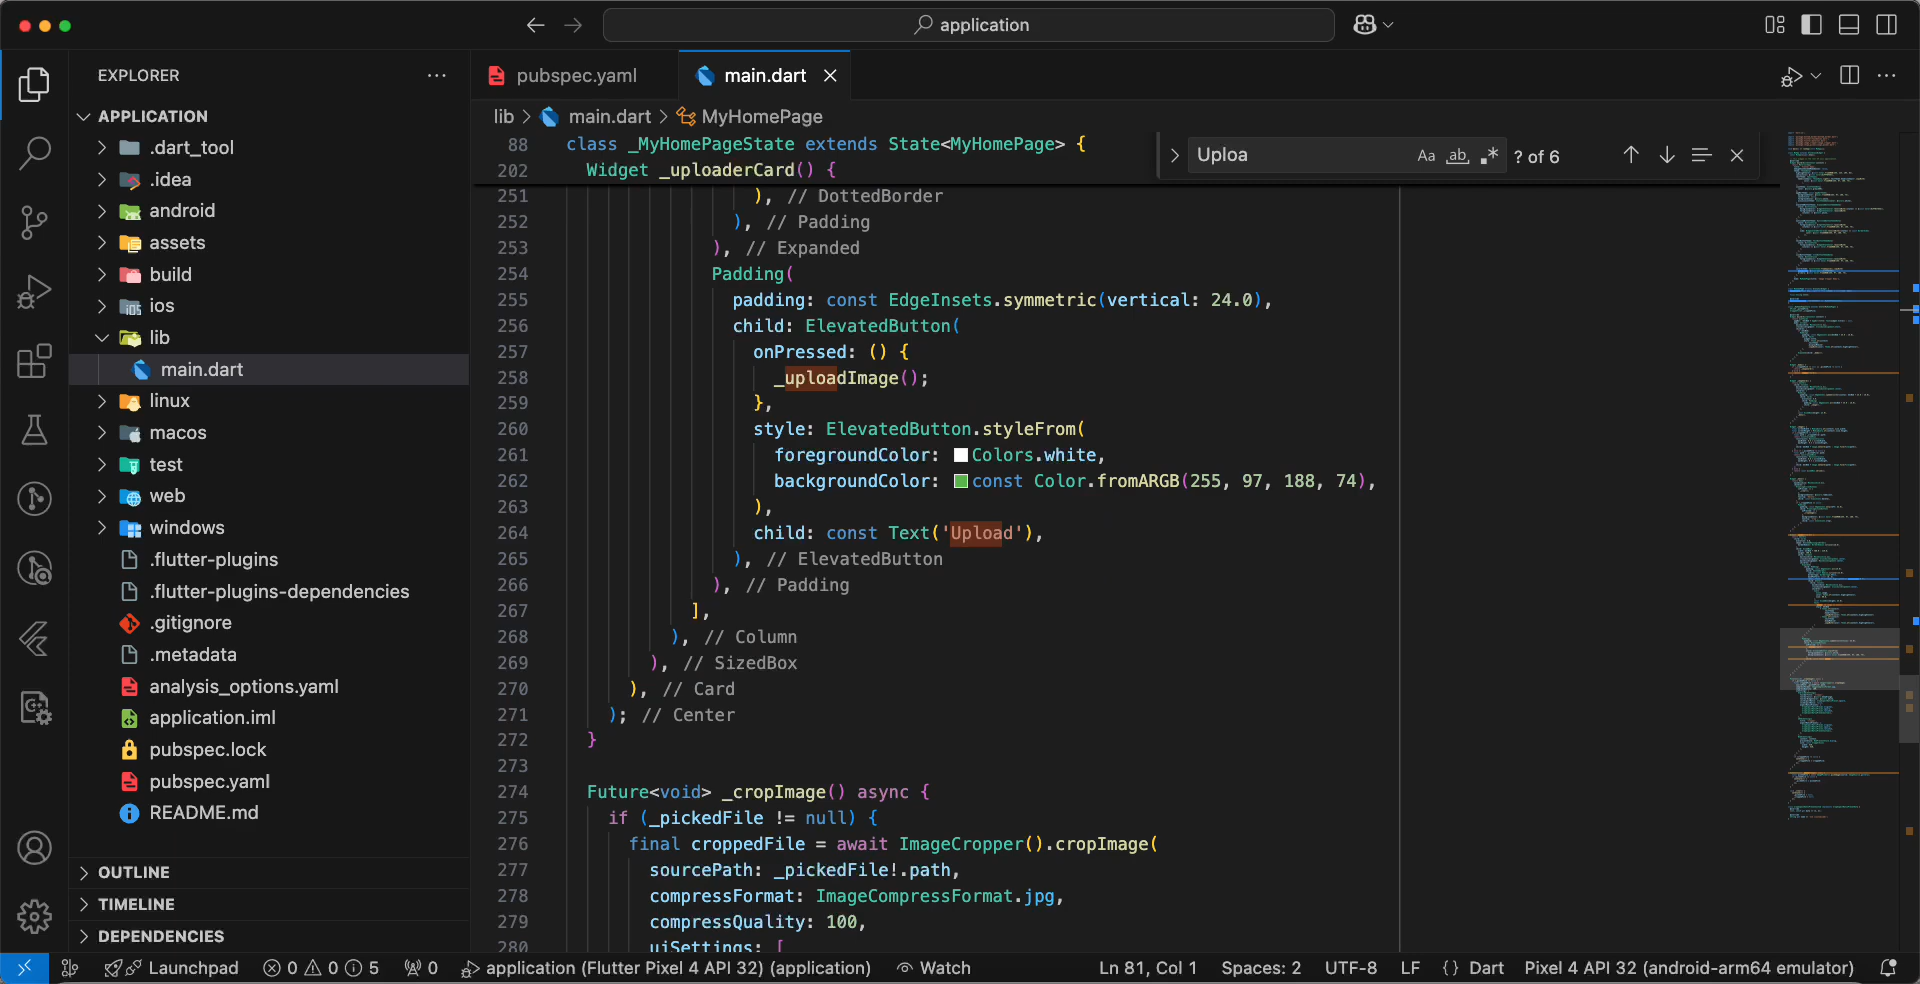 application
EXPLORER
APPLICATION
.dart_tool
.idea
android
assets
build
ios
lib
main.dart
linux
macos
test
web
windows
.flutter-plugins
.flutter-plugins-dependencies
.gitignore
.metadata
analysis_options.yaml
application.iml
pubspec.lock
pubspec.yaml
README.md
OUTLINE
TIMELINE
DEPENDENCIES
pubspec.yaml
main.dart
lib > main.dart > MyHomePage
Uploa Aa ab .* ? of 6
88 class _MyHomePageState extends State<MyHomePage> {
202 Widget _uploaderCard() {
251 ), // DottedBorder
252 ), // Padding
253 ), // Expanded
254 Padding(
255 padding: const EdgeInsets.symmetric(vertical: 24.0),
256 child: ElevatedButton(
257 onPressed: () {
258 _uploadImage();
259 },
260 style: ElevatedButton.styleFrom(
261 foregroundColor: Colors.white,
262 backgroundColor: const Color.fromARGB(255, 97, 188, 74),
263 ),
264 child: const Text('Upload'),
265 ), // ElevatedButton
266 ), // Padding
267 ],
268 ), // Column
269 ), // SizedBox
270 ), // Card
271 ); // Center
272 }
273
274 Future<void> _cropImage() async {
275 if (_pickedFile != null) {
276 final croppedFile = await ImageCropper().cropImage(
277 sourcePath: _pickedFile!.path,
278 compressFormat: ImageCompressFormat.jpg,
279 compressQuality: 100,
280 uiSettings: [
Launchpad 0 0 5 0 application (Flutter Pixel 4 API 32) (application) Watch Ln 81, Col 1 Spaces: 2 UTF-8 LF {} Dart Pixel 4 API 32 (android-arm64 emulator)